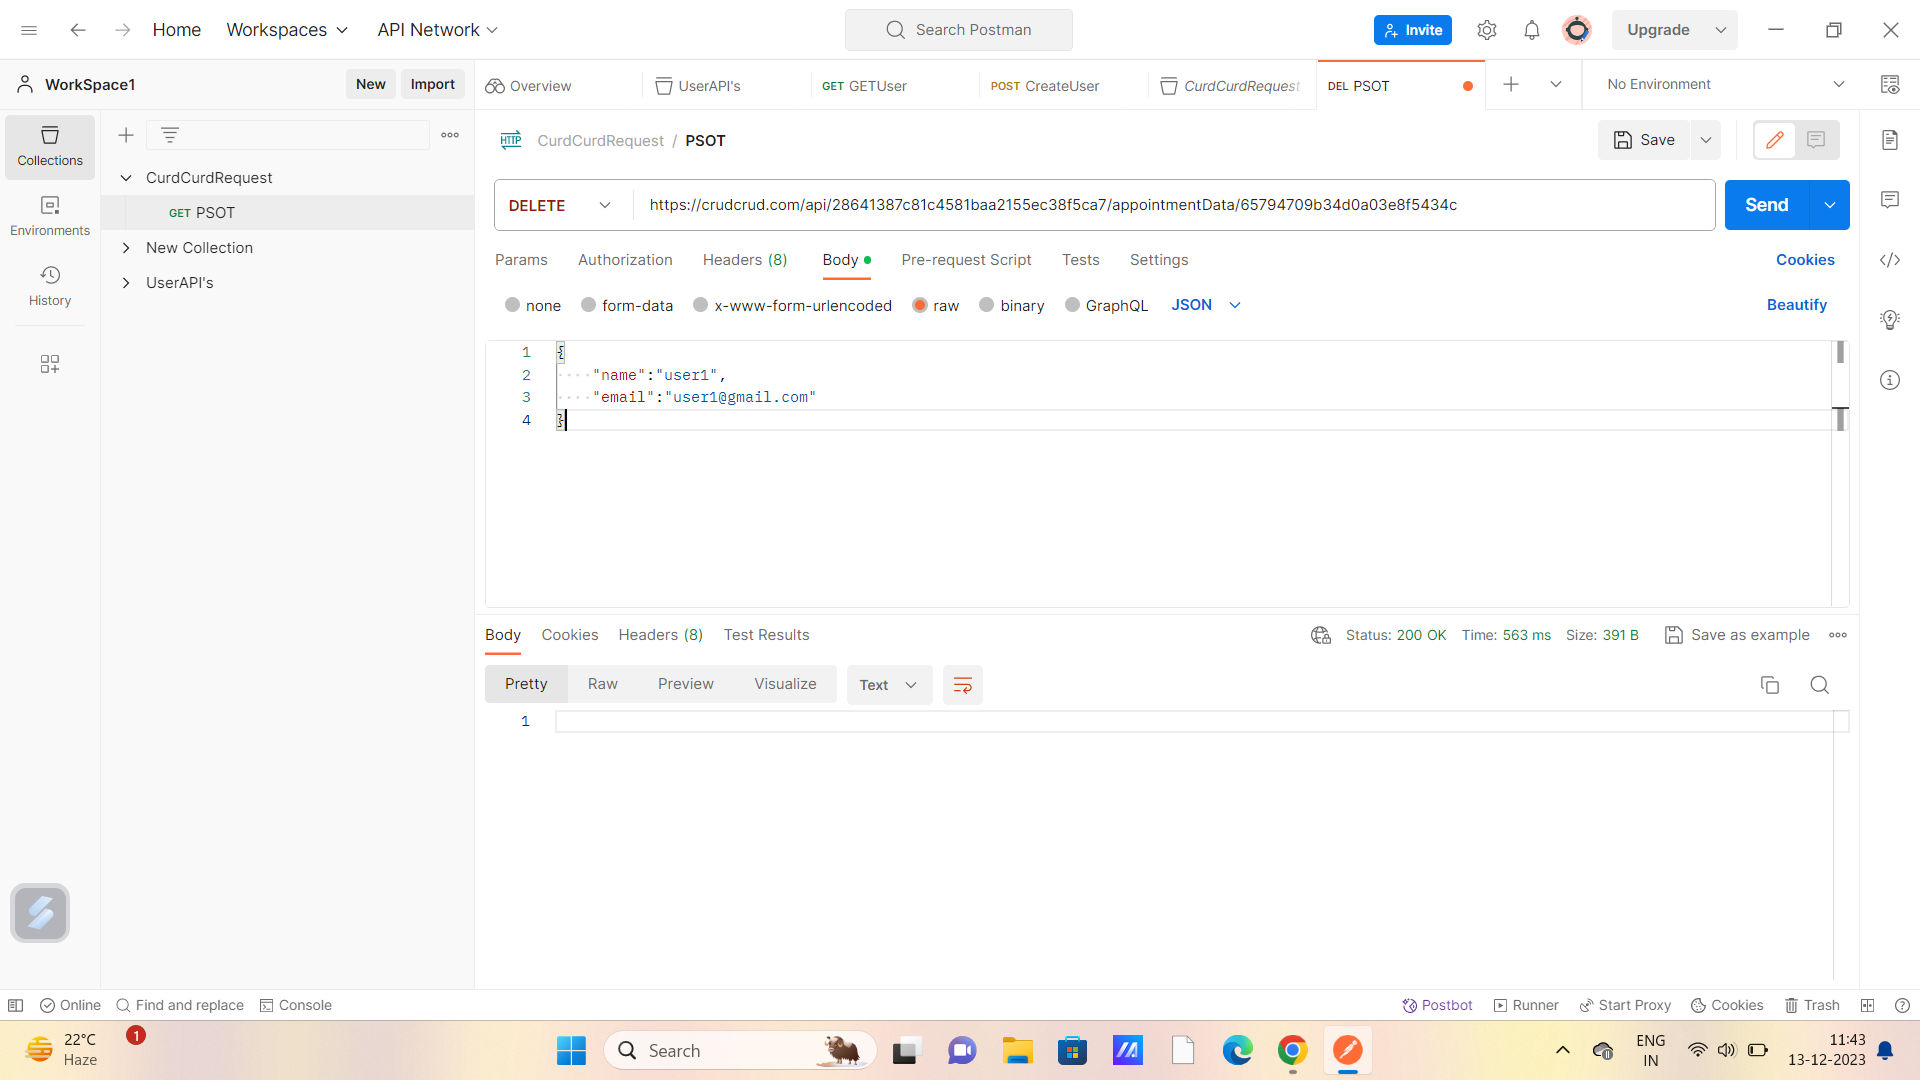 Home Workspaces API Network Search Postman Invite Upgrade
WorkSpace1 New Import Overview UserAPI's GET GETUser POST CreateUser CurdCurdRequest DEL PSOT No Environment
Collections
CurdCurdRequest / PSOT Save
CurdCurdRequest
GET PSOT
New Collection
UserAPI's
Environments
History
DELETE https://crudcrud.com/api/28641387c81c4581baa2155ec38f5ca7/appointmentData/65794709b34d0a03e8f5434c Send
Params Authorization Headers (8) Body Pre-request Script Tests Settings Cookies
none form-data x-www-form-urlencoded raw binary GraphQL JSON Beautify
1 {
2 "name":"user1",
3 "email":"user1@gmail.com"
4 }
Body Cookies Headers (8) Test Results Status: 200 OK Time: 563 ms Size: 391 B Save as example
Pretty Raw Preview Visualize Text
1
Online Find and replace Console Postbot Runner Start Proxy Cookies Trash
22°C
Haze
1
Search
ENG
IN
11:43
13-12-2023